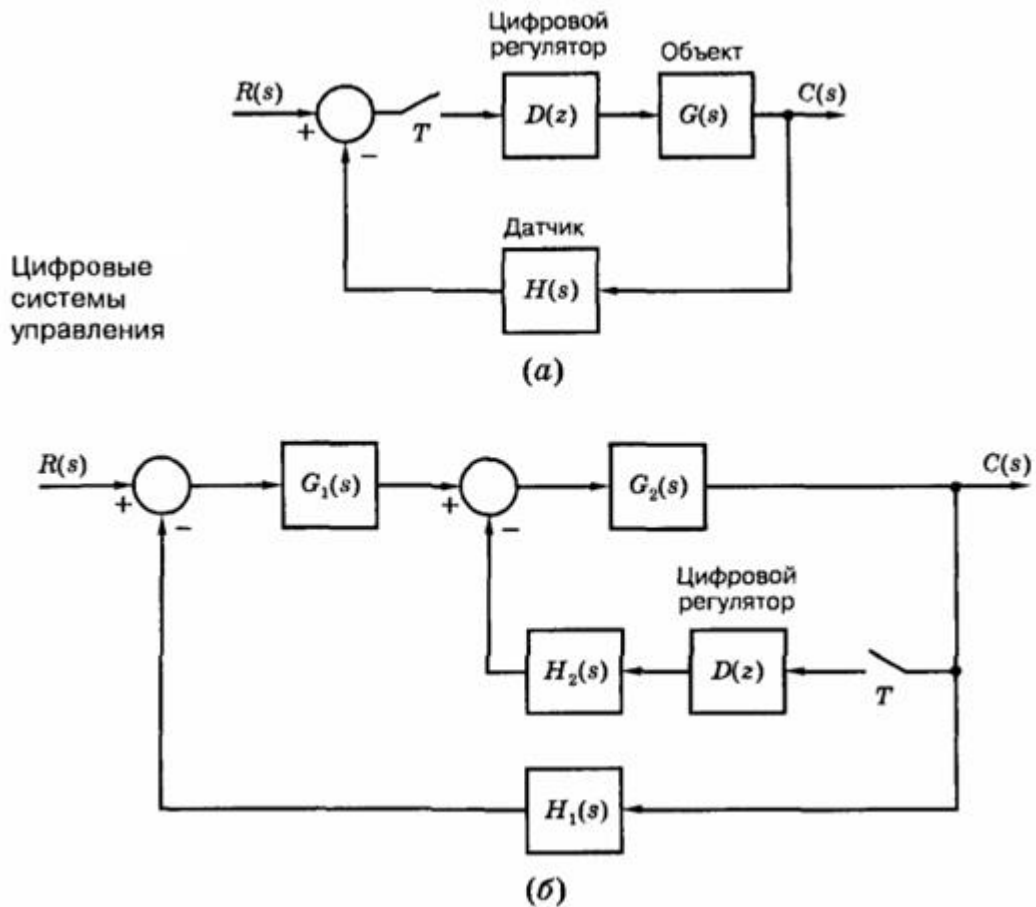 Цифровой
регулятор
Объект
R(s)
+
−
T
D(z)
G(s)
C(s)
Датчик
H(s)
Цифровые
системы
управления
(а)
R(s)
+
−
G₁(s)
+
−
G₂(s)
C(s)
Цифровой
регулятор
H₂(s)
D(z)
T
H₁(s)
(б)